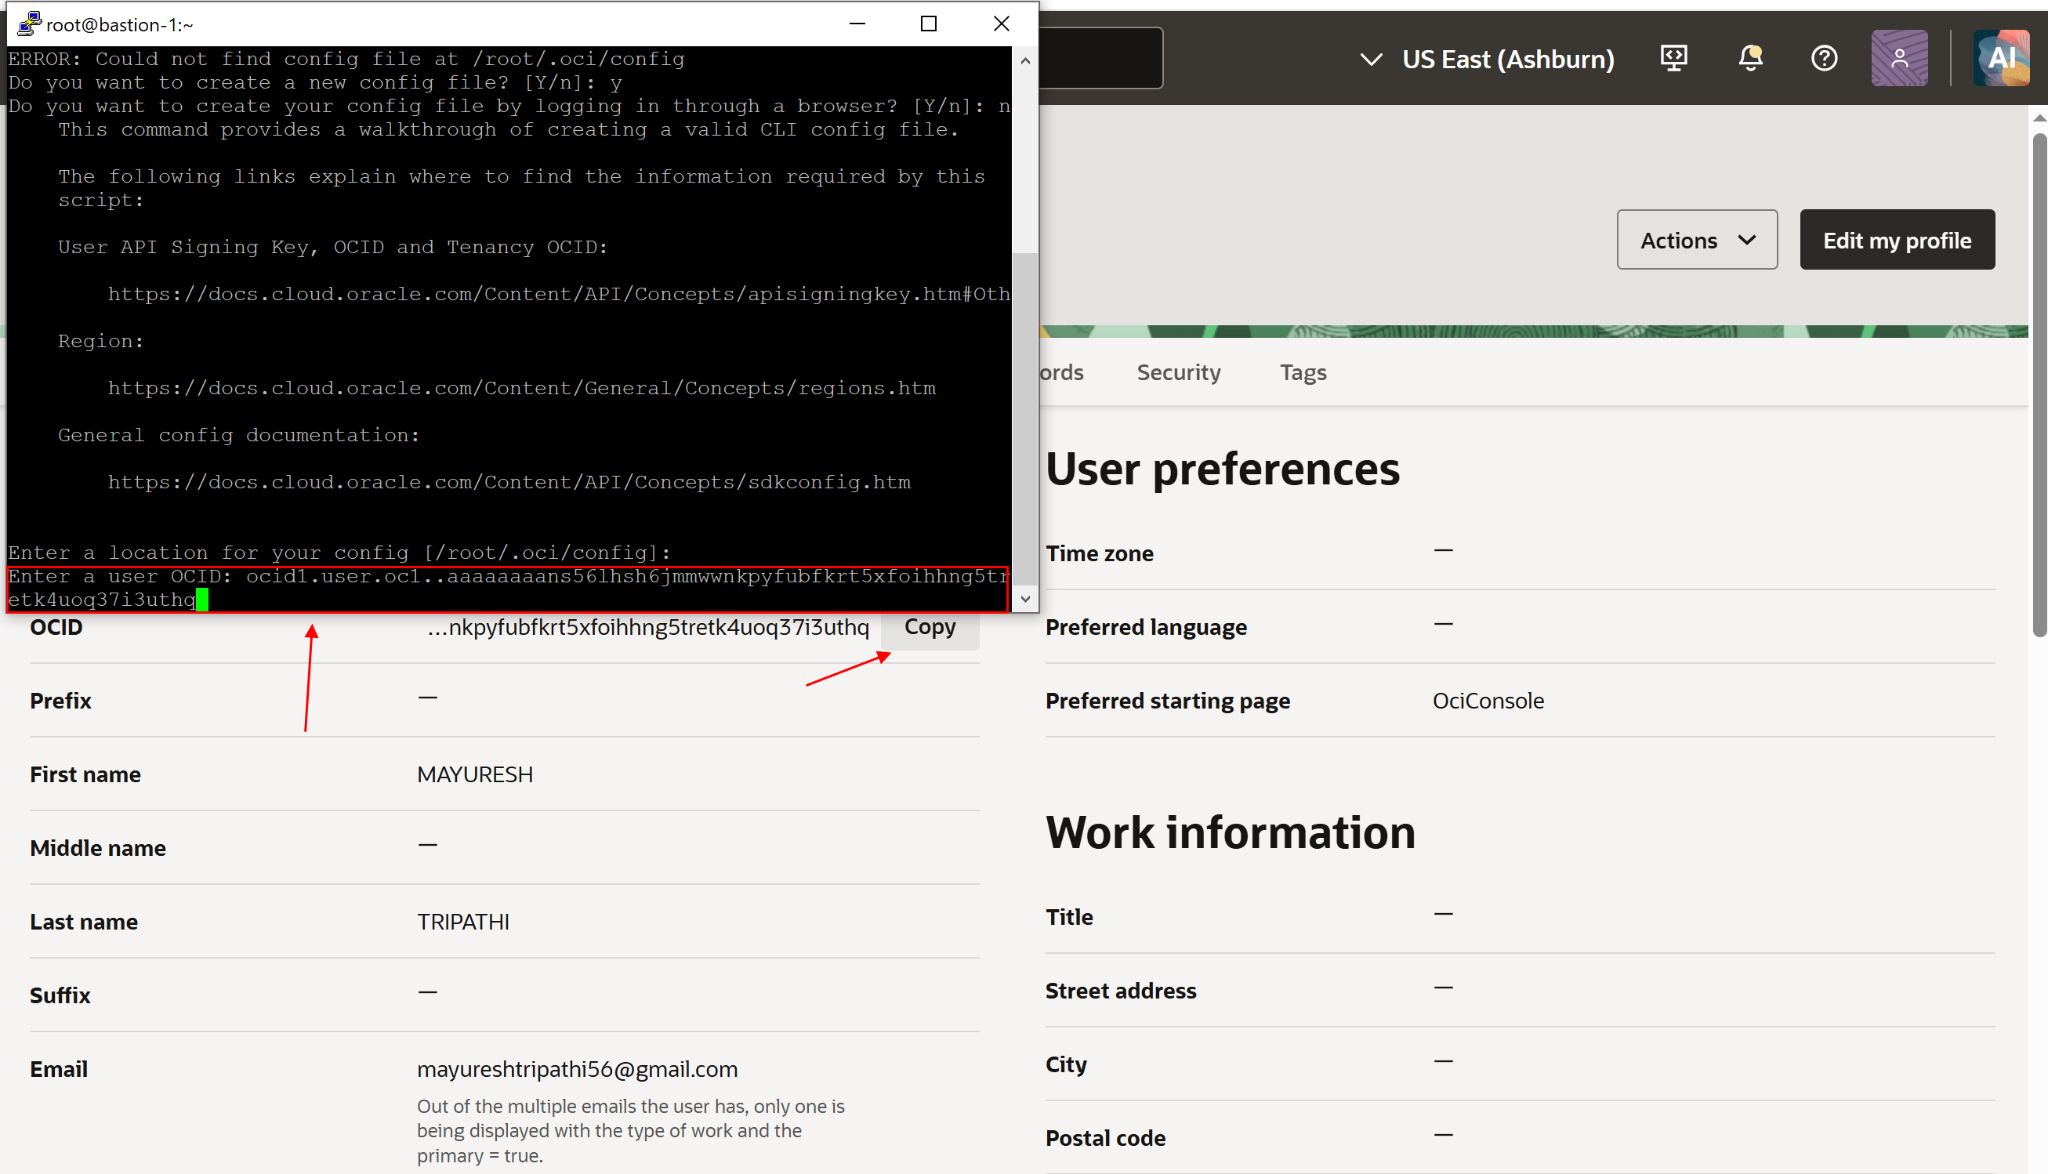 root@bastion-1:~
ERROR: Could not find config file at /root/.oci/config
Do you want to create a new config file? [Y/n]: y
Do you want to create your config file by logging in through a browser? [Y/n]: n
This command provides a walkthrough of creating a valid CLI config file.
The following links explain where to find the information required by this
script:
User API Signing Key, OCID and Tenancy OCID:
https://docs.cloud.oracle.com/Content/API/Concepts/apisigningkey.htm#Oth
Region:
https://docs.cloud.oracle.com/Content/General/Concepts/regions.htm
General config documentation:
https://docs.cloud.oracle.com/Content/API/Concepts/sdkconfig.htm
Enter a location for your config [/root/.oci/config]:
Enter a user OCID: ocid1.user.oc1..aaaaaaaans56lhsh6jmmwwnkpyfubfkrt5xfoihhng5tr
etk4uoq37i3uthq
US East (Ashburn)
AI
Actions
Edit my profile
ords Security Tags
OCID ...nkpyfubfkrt5xfoihhng5tretk4uoq37i3uthq Copy
Prefix —
First name MAYURESH
Middle name —
Last name TRIPATHI
Suffix —
Email mayureshtripathi56@gmail.com
Out of the multiple emails the user has, only one is
being displayed with the type of work and the
primary = true.
User preferences
Time zone —
Preferred language —
Preferred starting page OciConsole
Work information
Title —
Street address —
City —
Postal code —